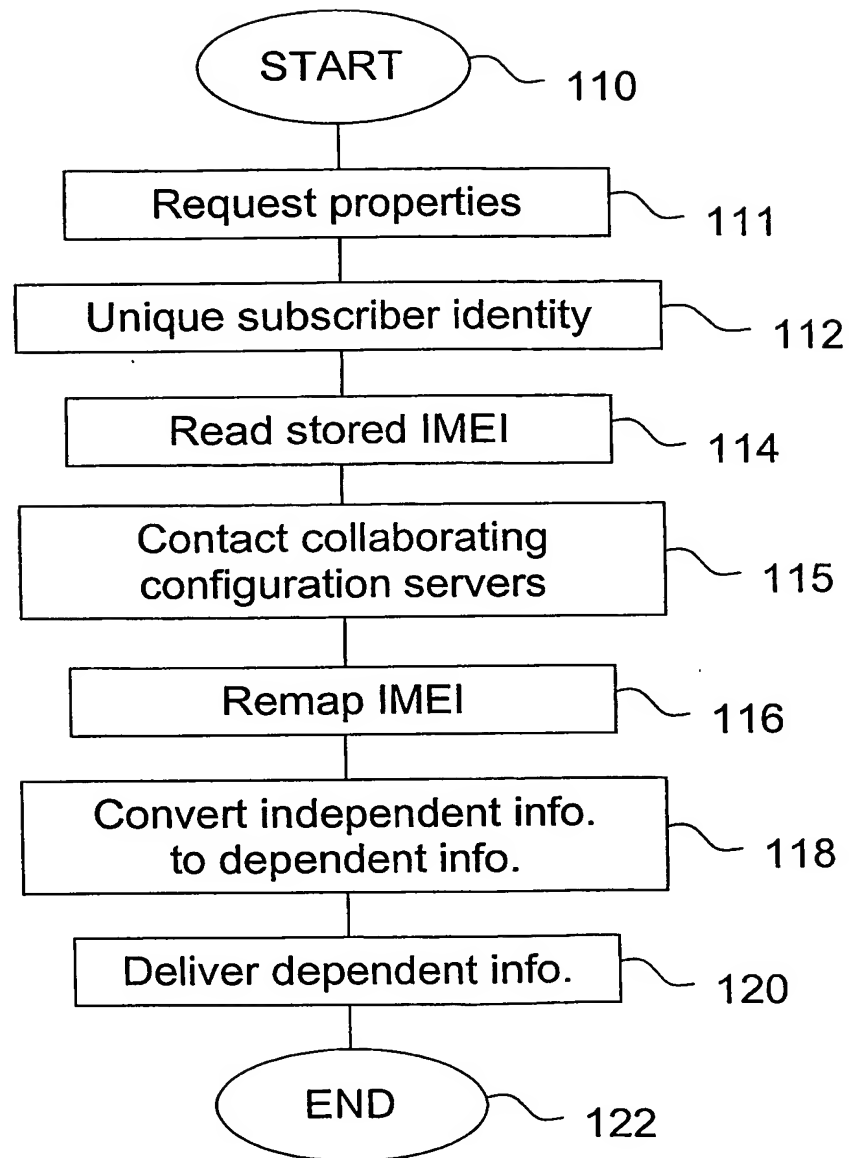 START
110
Request properties
111
Unique subscriber identity
112
Read stored IMEI
114
Contact collaborating
configuration servers
115
Remap IMEI
116
Convert independent info.
to dependent info.
118
Deliver dependent info.
120
END
122